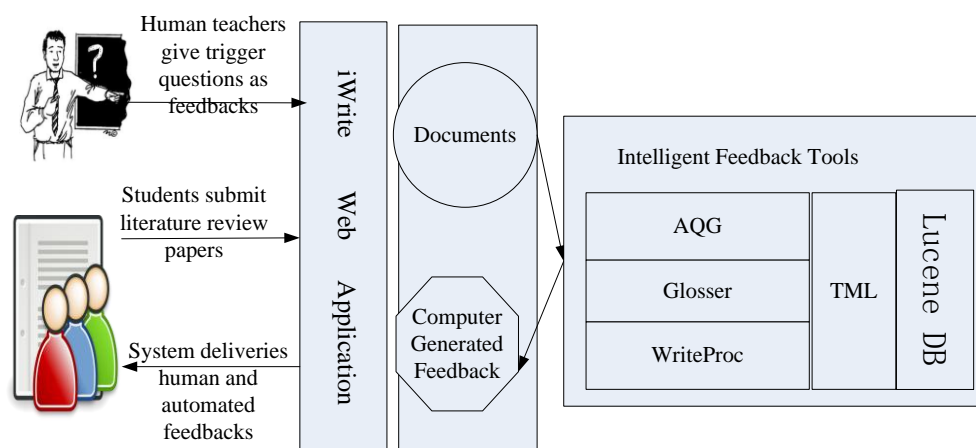 Human teachers
give trigger
questions as
feedbacks
?
Students submit
literature review
papers
System deliveries
human and
automated
feedbacks
iWrite Web Application
Documents
Computer
Generated
Feedback
Intelligent Feedback Tools
AQG
Glosser
WriteProc
TML
Lucene DB